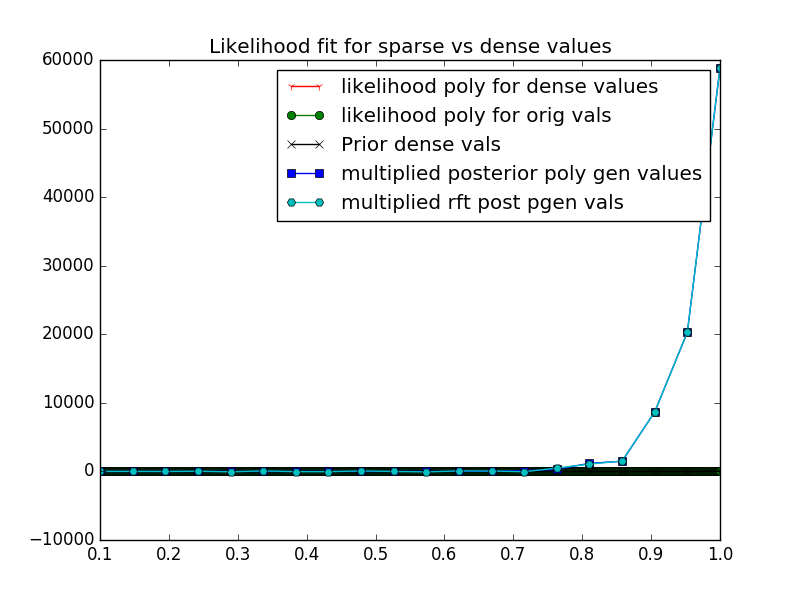 Likelihood fit for sparse vs dense values
60000
50000
40000
30000
20000
10000
0
−10000
likelihood poly for dense values
likelihood poly for orig vals
Prior dense vals
multiplied posterior poly gen values
multiplied rft post pgen vals
0.1 0.2 0.3 0.4 0.5 0.6 0.7 0.8 0.9 1.0